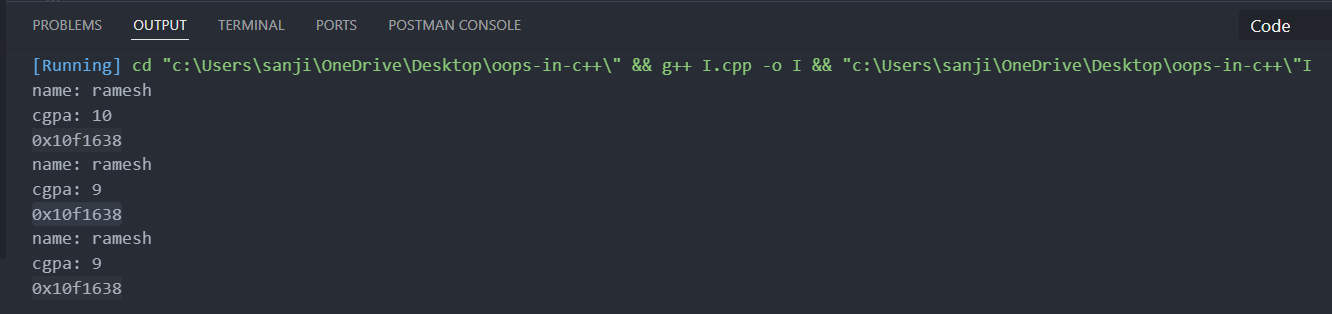 PROBLEMS OUTPUT TERMINAL PORTS POSTMAN CONSOLE Code
[Running] cd "c:\Users\sanji\OneDrive\Desktop\oops-in-c++\" && g++ I.cpp -o I && "c:\Users\sanji\OneDrive\Desktop\oops-in-c++\"I
name: ramesh
cgpa: 10
0x10f1638
name: ramesh
cgpa: 9
0x10f1638
name: ramesh
cgpa: 9
0x10f1638